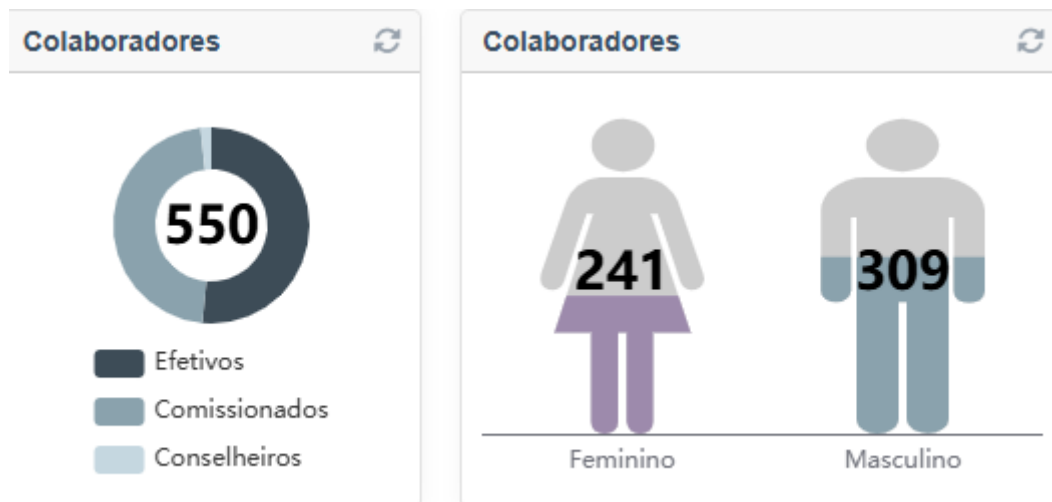 Colaboradores
550
Efetivos
Comissionados
Conselheiros
Colaboradores
241
309
Feminino
Masculino